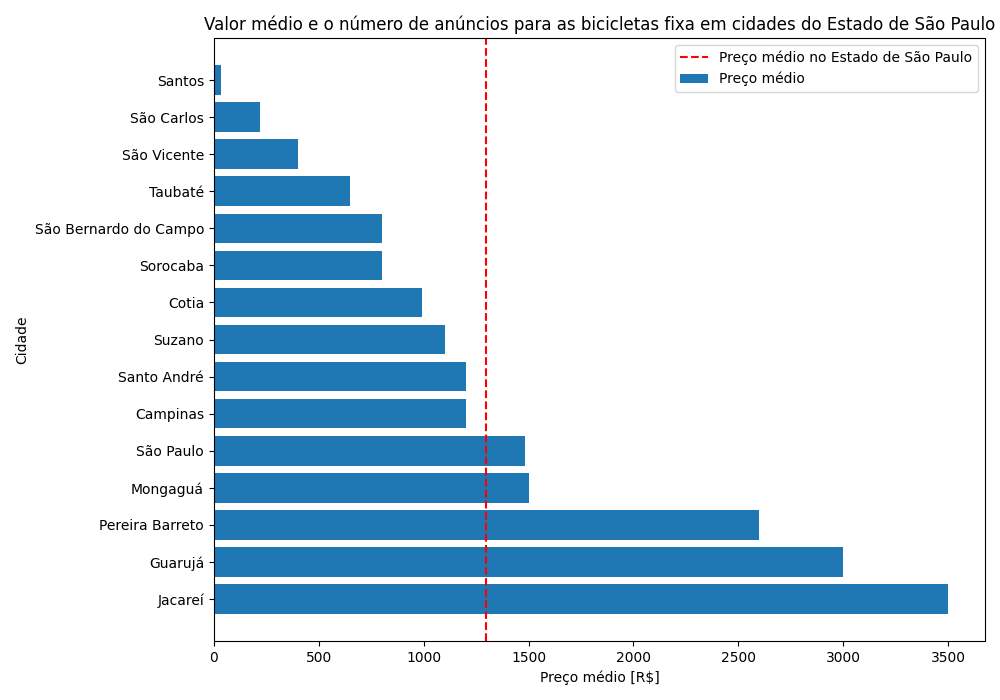 Valor médio e o número de anúncios para as bicicletas fixa em cidades do Estado de São Paulo
Preço médio no Estado de São Paulo
Preço médio
Cidade
Santos
São Carlos
São Vicente
Taubaté
São Bernardo do Campo
Sorocaba
Cotia
Suzano
Santo André
Campinas
São Paulo
Mongaguá
Pereira Barreto
Guarujá
Jacareí
0 500 1000 1500 2000 2500 3000 3500
Preço médio [R$]